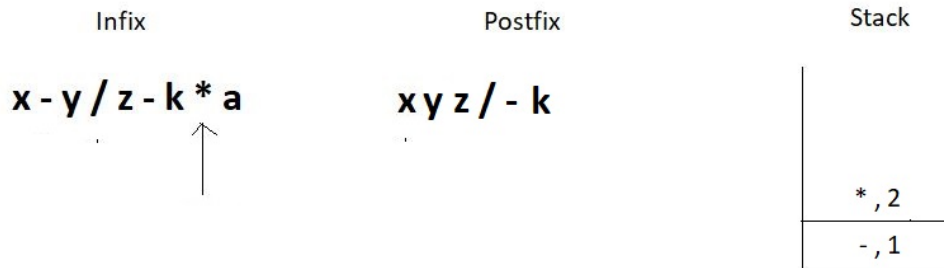 Infix Postfix Stack
x - y / z - k * a x y z / - k
* , 2
- , 1